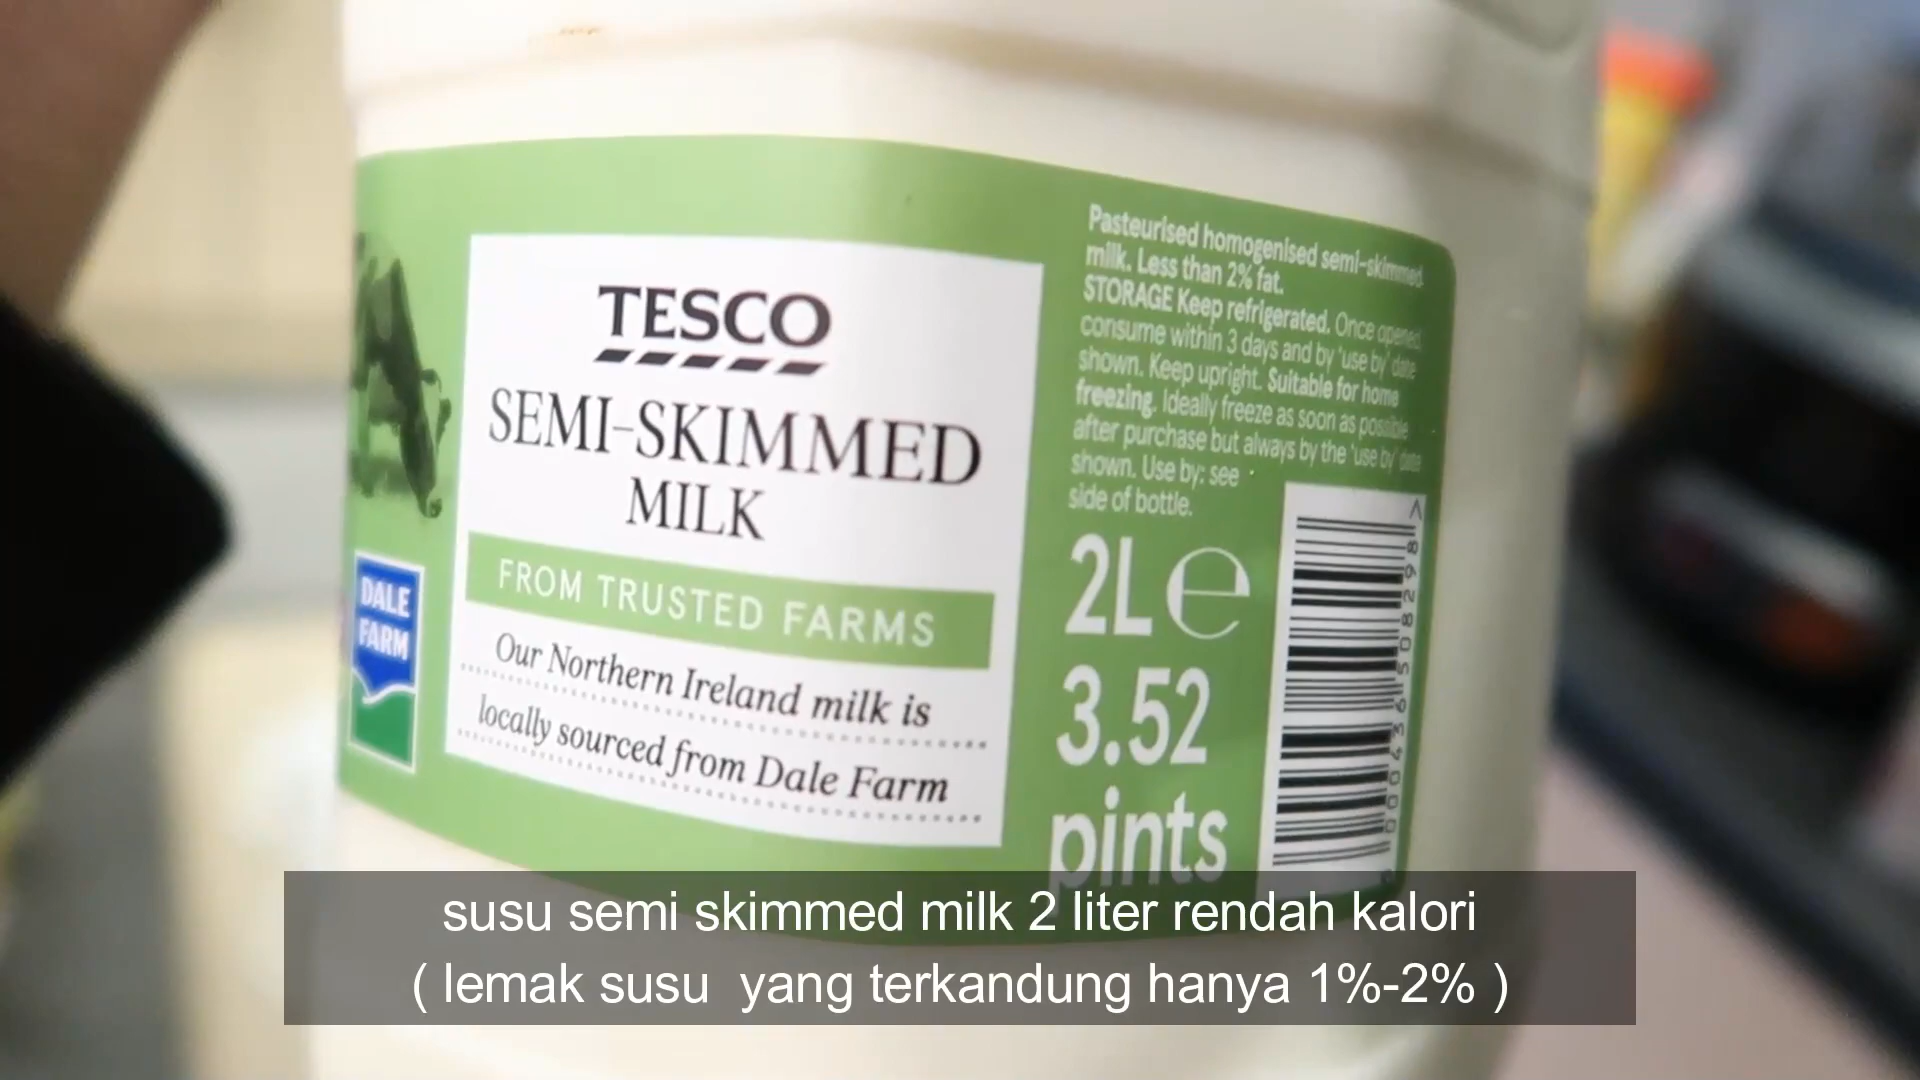 TESCO
SEMI-SKIMMED
MILK
FROM TRUSTED FARMS
Our Northern Ireland milk is
locally sourced from Dale Farm
DALE
FARM
Pasteurised homogenised semi-skimmed
milk. Less than 2% fat.
STORAGE Keep refrigerated. Once opened
consume within 3 days and by 'use by' date
shown. Keep upright. Suitable for home
freezing. Ideally freeze as soon as possible
after purchase but always by the 'use by' date
shown. Use by: see
side of bottle.
2L e
3.52
pints
susu semi skimmed milk 2 liter rendah kalori
( lemak susu yang terkandung hanya 1%-2% )